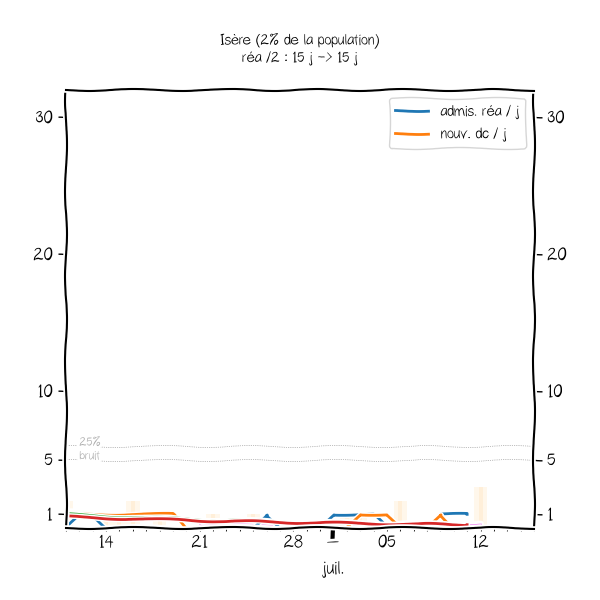 Isère (2% de la population)
réa /2 : 15 j -> 15 j
admis. réa / j
nouv. dc / j
30
30
20
20
10
10
25%
bruit
5
5
1
1
14
21
28
05
12
juil.